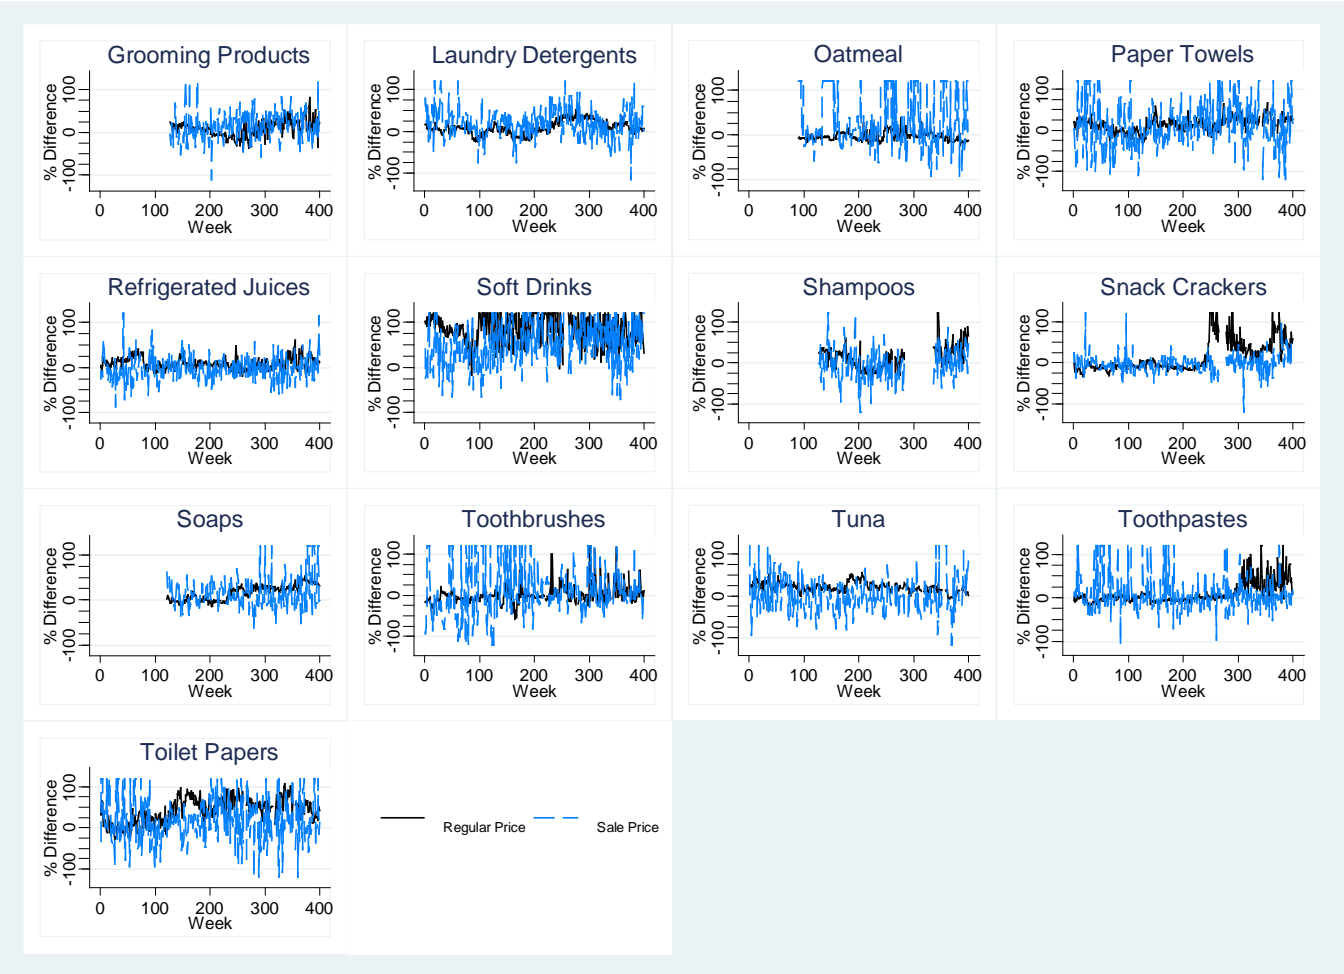 Grooming Products
% Difference
-100 0 100
0 100 200 300 400
Week
Laundry Detergents
% Difference
-100 0 100
0 100 200 300 400
Week
Oatmeal
% Difference
-100 0 100
0 100 200 300 400
Week
Paper Towels
% Difference
-100 0 100
0 100 200 300 400
Week
Refrigerated Juices
% Difference
-100 0 100
0 100 200 300 400
Week
Soft Drinks
% Difference
-100 0 100
0 100 200 300 400
Week
Shampoos
% Difference
-100 0 100
0 100 200 300 400
Week
Snack Crackers
% Difference
-100 0 100
0 100 200 300 400
Week
Soaps
% Difference
-100 0 100
0 100 200 300 400
Week
Toothbrushes
% Difference
-100 0 100
0 100 200 300 400
Week
Tuna
% Difference
-100 0 100
0 100 200 300 400
Week
Toothpastes
% Difference
-100 0 100
0 100 200 300 400
Week
Toilet Papers
% Difference
-100 0 100
0 100 200 300 400
Week
Regular Price Sale Price